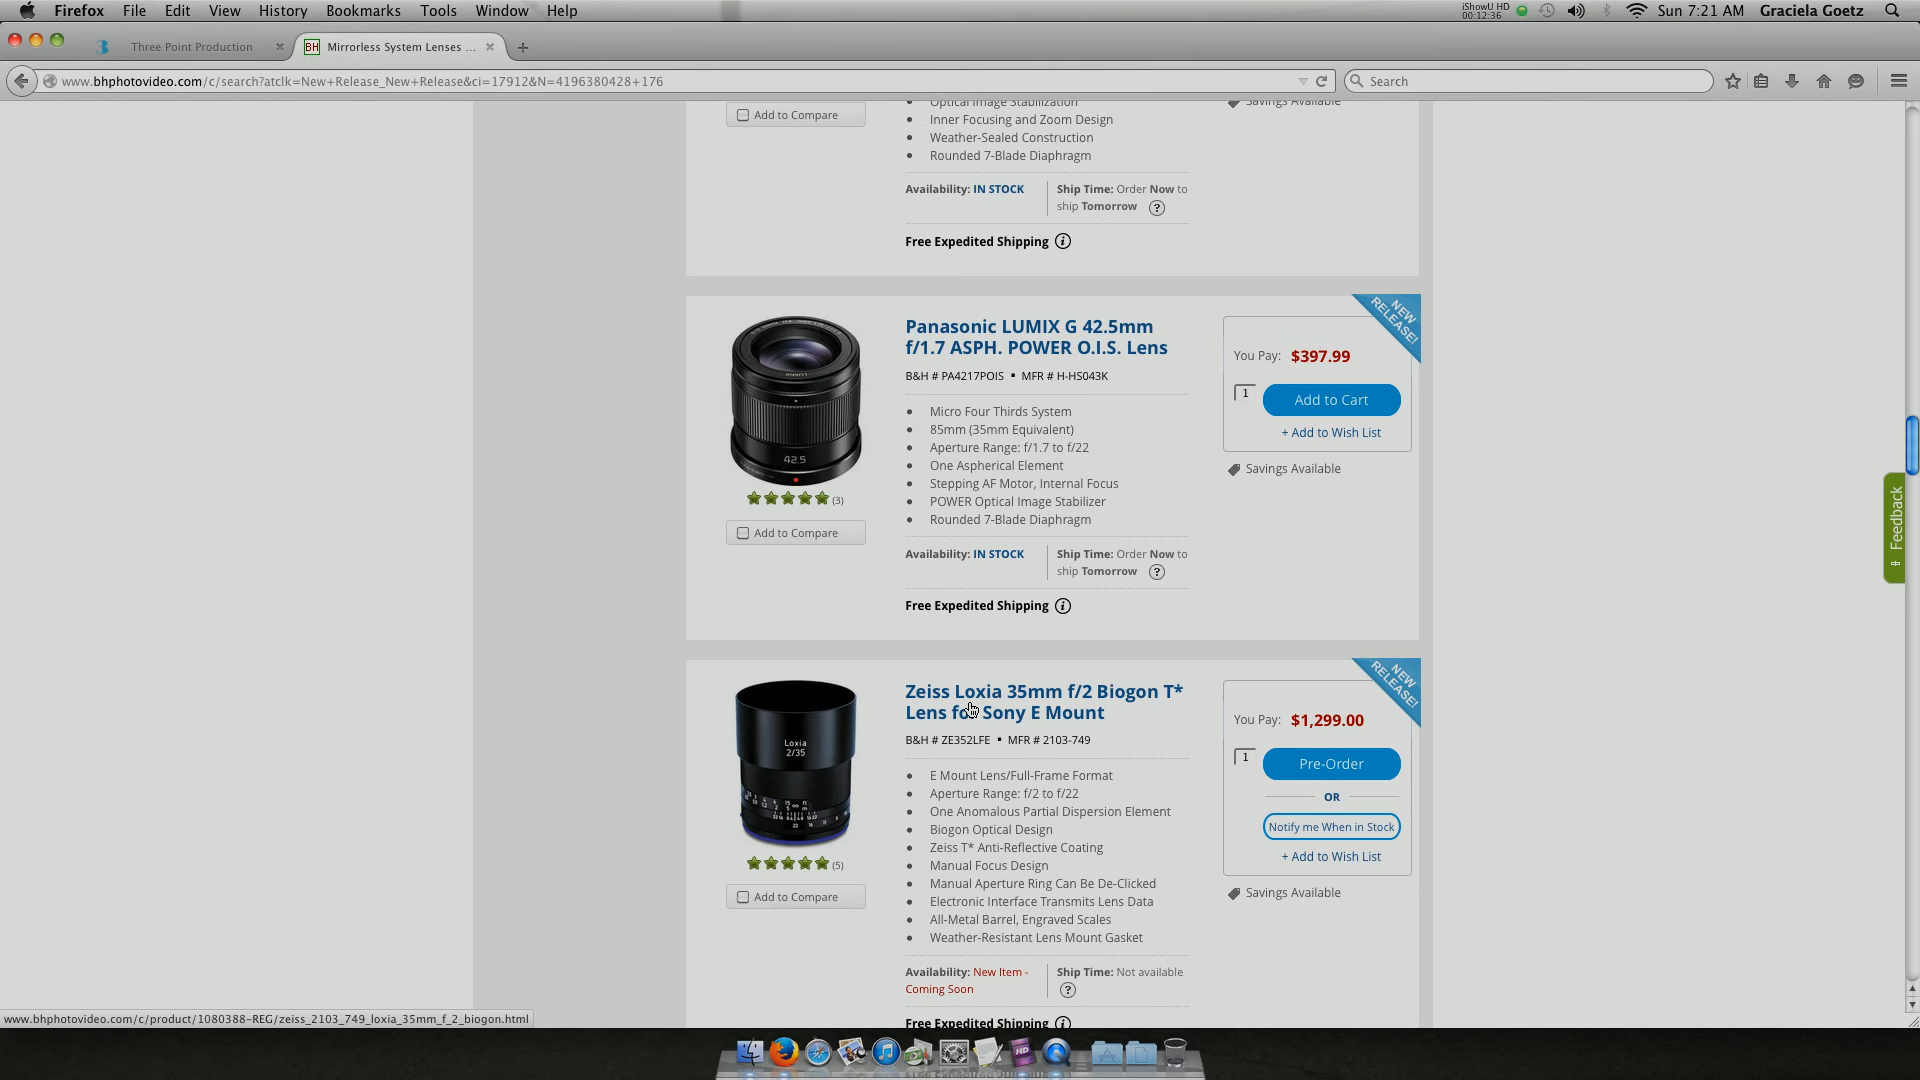 Firefox File Edit View History Bookmarks Tools Window Help
iShowU HD
00:12:36
Sun 7:21 AM Graciela Goetz
Three Point Production
BH Mirrorless System Lenses ...
www.bhphotovideo.com/c/search?atclk=New+Release_New+Release&ci=17912&N=4196380428+176
Search
Add to Compare
Optical Image Stabilization
Inner Focusing and Zoom Design
Weather-Sealed Construction
Rounded 7-Blade Diaphragm
Savings Available
Availability: IN STOCK
Ship Time: Order Now to
ship Tomorrow ?
Free Expedited Shipping i
NEW
RELEASE!
42.5
(3)
Add to Compare
Panasonic LUMIX G 42.5mm
f/1.7 ASPH. POWER O.I.S. Lens
B&H # PA4217POIS ▪ MFR # H-HS043K
• Micro Four Thirds System
• 85mm (35mm Equivalent)
• Aperture Range: f/1.7 to f/22
• One Aspherical Element
• Stepping AF Motor, Internal Focus
• POWER Optical Image Stabilizer
• Rounded 7-Blade Diaphragm
Availability: IN STOCK
Ship Time: Order Now to
ship Tomorrow ?
Free Expedited Shipping i
You Pay: $397.99
1 Add to Cart
+ Add to Wish List
Savings Available
Feedback
NEW
RELEASE!
Loxia
2/35
(5)
Add to Compare
Zeiss Loxia 35mm f/2 Biogon T*
Lens for Sony E Mount
B&H # ZE352LFE ▪ MFR # 2103-749
• E Mount Lens/Full-Frame Format
• Aperture Range: f/2 to f/22
• One Anomalous Partial Dispersion Element
• Biogon Optical Design
• Zeiss T* Anti-Reflective Coating
• Manual Focus Design
• Manual Aperture Ring Can Be De-Clicked
• Electronic Interface Transmits Lens Data
• All-Metal Barrel, Engraved Scales
• Weather-Resistant Lens Mount Gasket
Availability: New Item -
Coming Soon
Ship Time: Not available
?
Free Expedited Shipping i
You Pay: $1,299.00
1 Pre-Order
OR
Notify me When in Stock
+ Add to Wish List
Savings Available
www.bhphotovideo.com/c/product/1080388-REG/zeiss_2103_749_loxia_35mm_f_2_biogon.html
HD